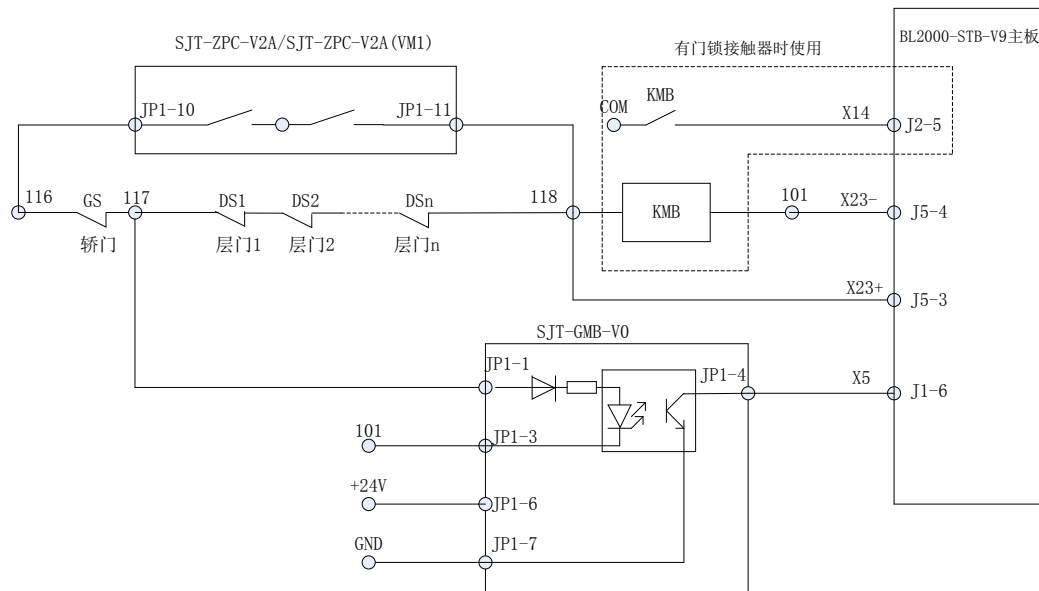 SJT-ZPC-V2A/SJT-ZPC-V2A(VM1)
有门锁接触器时使用
BL2000-STB-V9主板
JP1-10
JP1-11
COM
KMB
X14
J2-5
116
GS
117
DS1
DS2
DSn
118
KMB
101
X23-
J5-4
轿门
层门1
层门2
层门n
X23+
J5-3
SJT-GMB-V0
JP1-1
JP1-4
X5
J1-6
101
JP1-3
+24V
JP1-6
GND
JP1-7